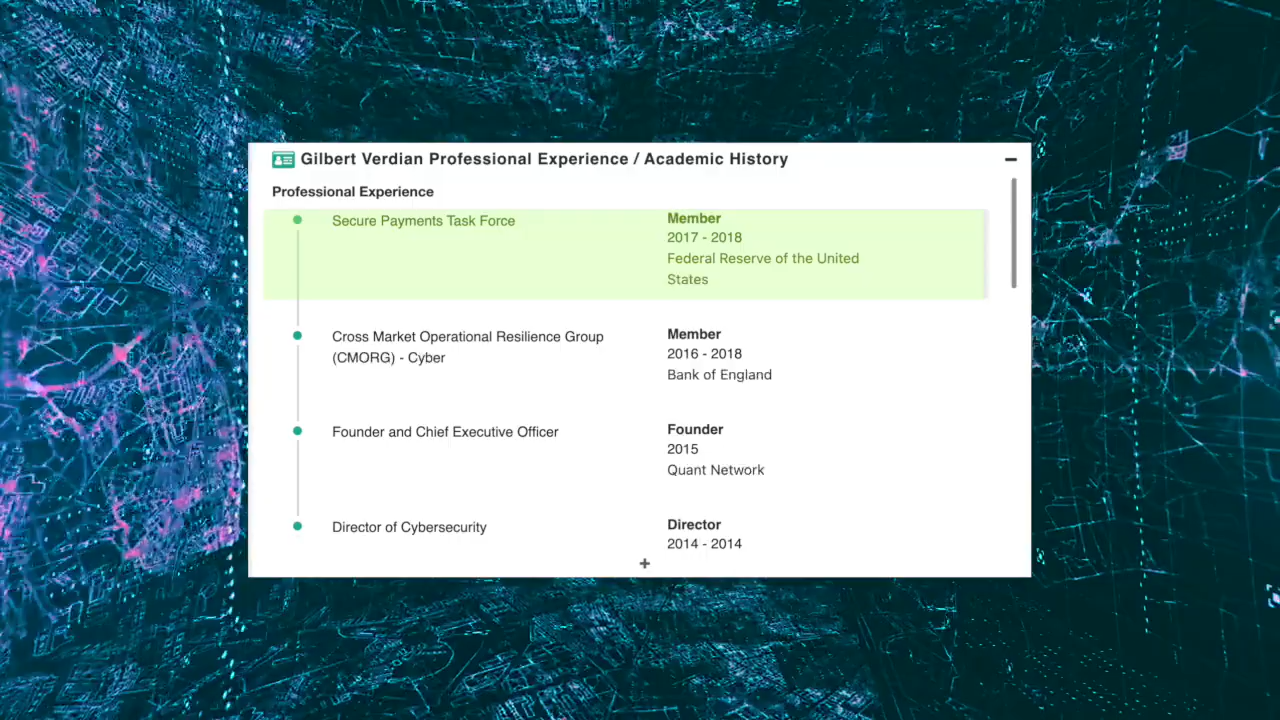 Gilbert Verdian Professional Experience / Academic History
Professional Experience
Secure Payments Task Force
Member
2017 - 2018
Federal Reserve of the United
States
Cross Market Operational Resilience Group
(CMORG) - Cyber
Member
2016 - 2018
Bank of England
Founder and Chief Executive Officer
Founder
2015
Quant Network
Director of Cybersecurity
Director
2014 - 2014